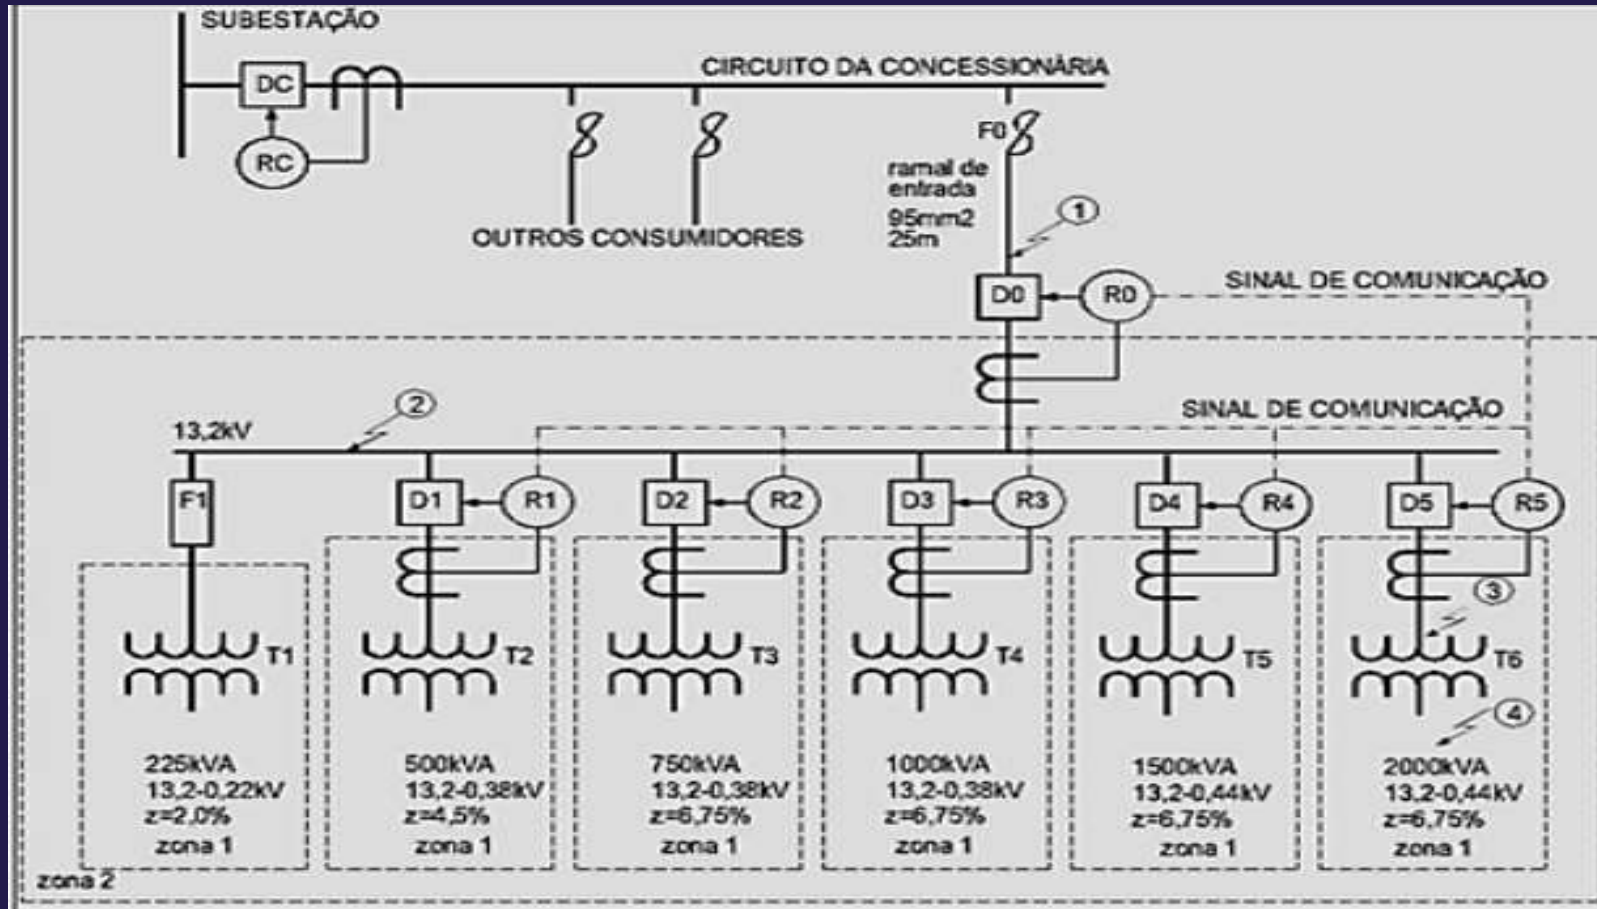 SUBESTAÇÃO
DC
CIRCUITO DA CONCESSIONÁRIA
RC
F0
ramal de
entrada
95mm2
25m
1
OUTROS CONSUMIDORES
D0
R0
SINAL DE COMUNICAÇÃO
2
13,2kV
SINAL DE COMUNICAÇÃO
F1
D1
R1
D2
R2
D3
R3
D4
R4
D5
R5
3
T1
T2
T3
T4
T5
T6
4
225kVA
13,2-0,22kV
z=2,0%
zona 1
500kVA
13,2-0,38kV
z=4,5%
zona 1
750kVA
13,2-0,38kV
z=6,75%
zona 1
1000kVA
13,2-0,38kV
z=6,75%
zona 1
1500kVA
13,2-0,44kV
z=6,75%
zona 1
2000kVA
13,2-0,44kV
z=6,75%
zona 1
zona 2